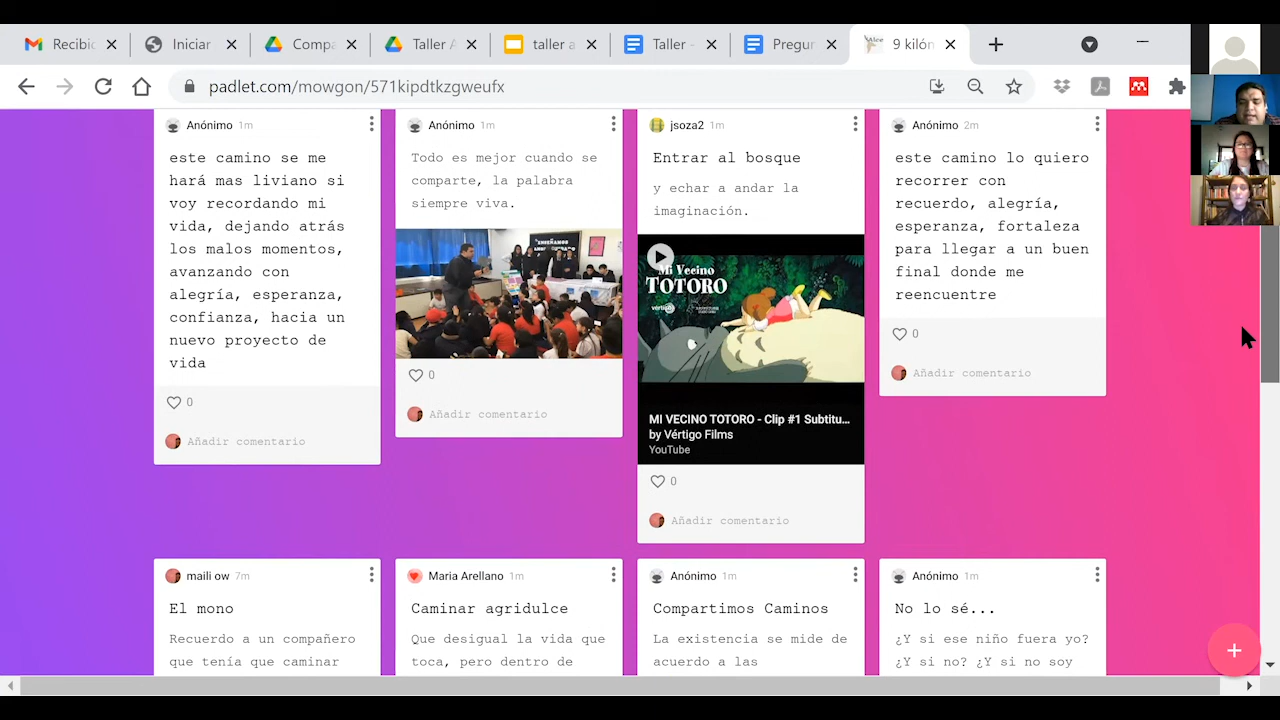 Recibic
Iniciar
Compa
Taller A
taller a
Taller -
Pregun
9 kilón
padlet.com/mowgon/571kipdtkzgweufx
Anónimo 1m
este camino se me
hará mas liviano si
voy recordando mi
vida, dejando atrás
los malos momentos,
avanzando con
alegría, esperanza,
confianza, hacia un
nuevo proyecto de
vida
0
Añadir comentario
Anónimo 1m
Todo es mejor cuando se
comparte, la palabra
siempre viva.
0
Añadir comentario
jsoza2 1m
Entrar al bosque
y echar a andar la
imaginación.
Mi Vecino
TOTORO
MI VECINO TOTORO - Clip #1 Subtitu...
by Vértigo Films
YouTube
0
Añadir comentario
Anónimo 2m
este camino lo quiero
recorrer con
recuerdo, alegría,
esperanza, fortaleza
para llegar a un buen
final donde me
reencuentre
0
Añadir comentario
maili ow 7m
El mono
Recuerdo a un compañero
que tenía que caminar
Maria Arellano 1m
Caminar agridulce
Que desigual la vida que
toca, pero dentro de
Anónimo 1m
Compartimos Caminos
La existencia se mide de
acuerdo a las
Anónimo 1m
No lo sé...
¿Y si ese niño fuera yo?
¿Y si no? ¿Y si no soy